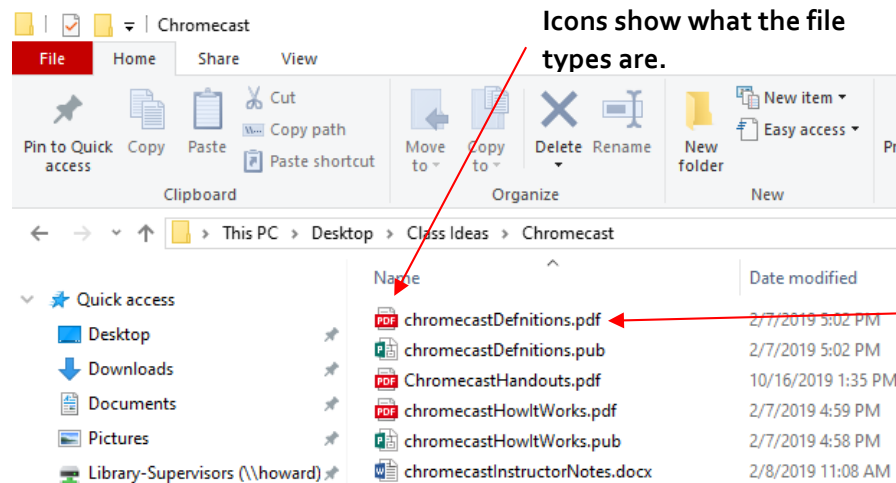 Chromecast
Icons show what the file
types are.
File Home Share View
Pin to Quick access
Copy
Paste
Cut
Copy path
Paste shortcut
Move to
Copy to
Delete
Rename
New folder
New item
Easy access
Pr
Clipboard
Organize
New
This PC > Desktop > Class Ideas > Chromecast
Name Date modified
Quick access
Desktop
Downloads
Documents
Pictures
Library-Supervisors (\\howard)
chromecastDefnitions.pdf 2/7/2019 5:02 PM
chromecastDefnitions.pub 2/7/2019 5:02 PM
ChromecastHandouts.pdf 10/16/2019 1:35 PM
chromecastHowItWorks.pdf 2/7/2019 4:59 PM
chromecastHowItWorks.pub 2/7/2019 4:58 PM
chromecastInstructorNotes.docx 2/8/2019 11:08 AM